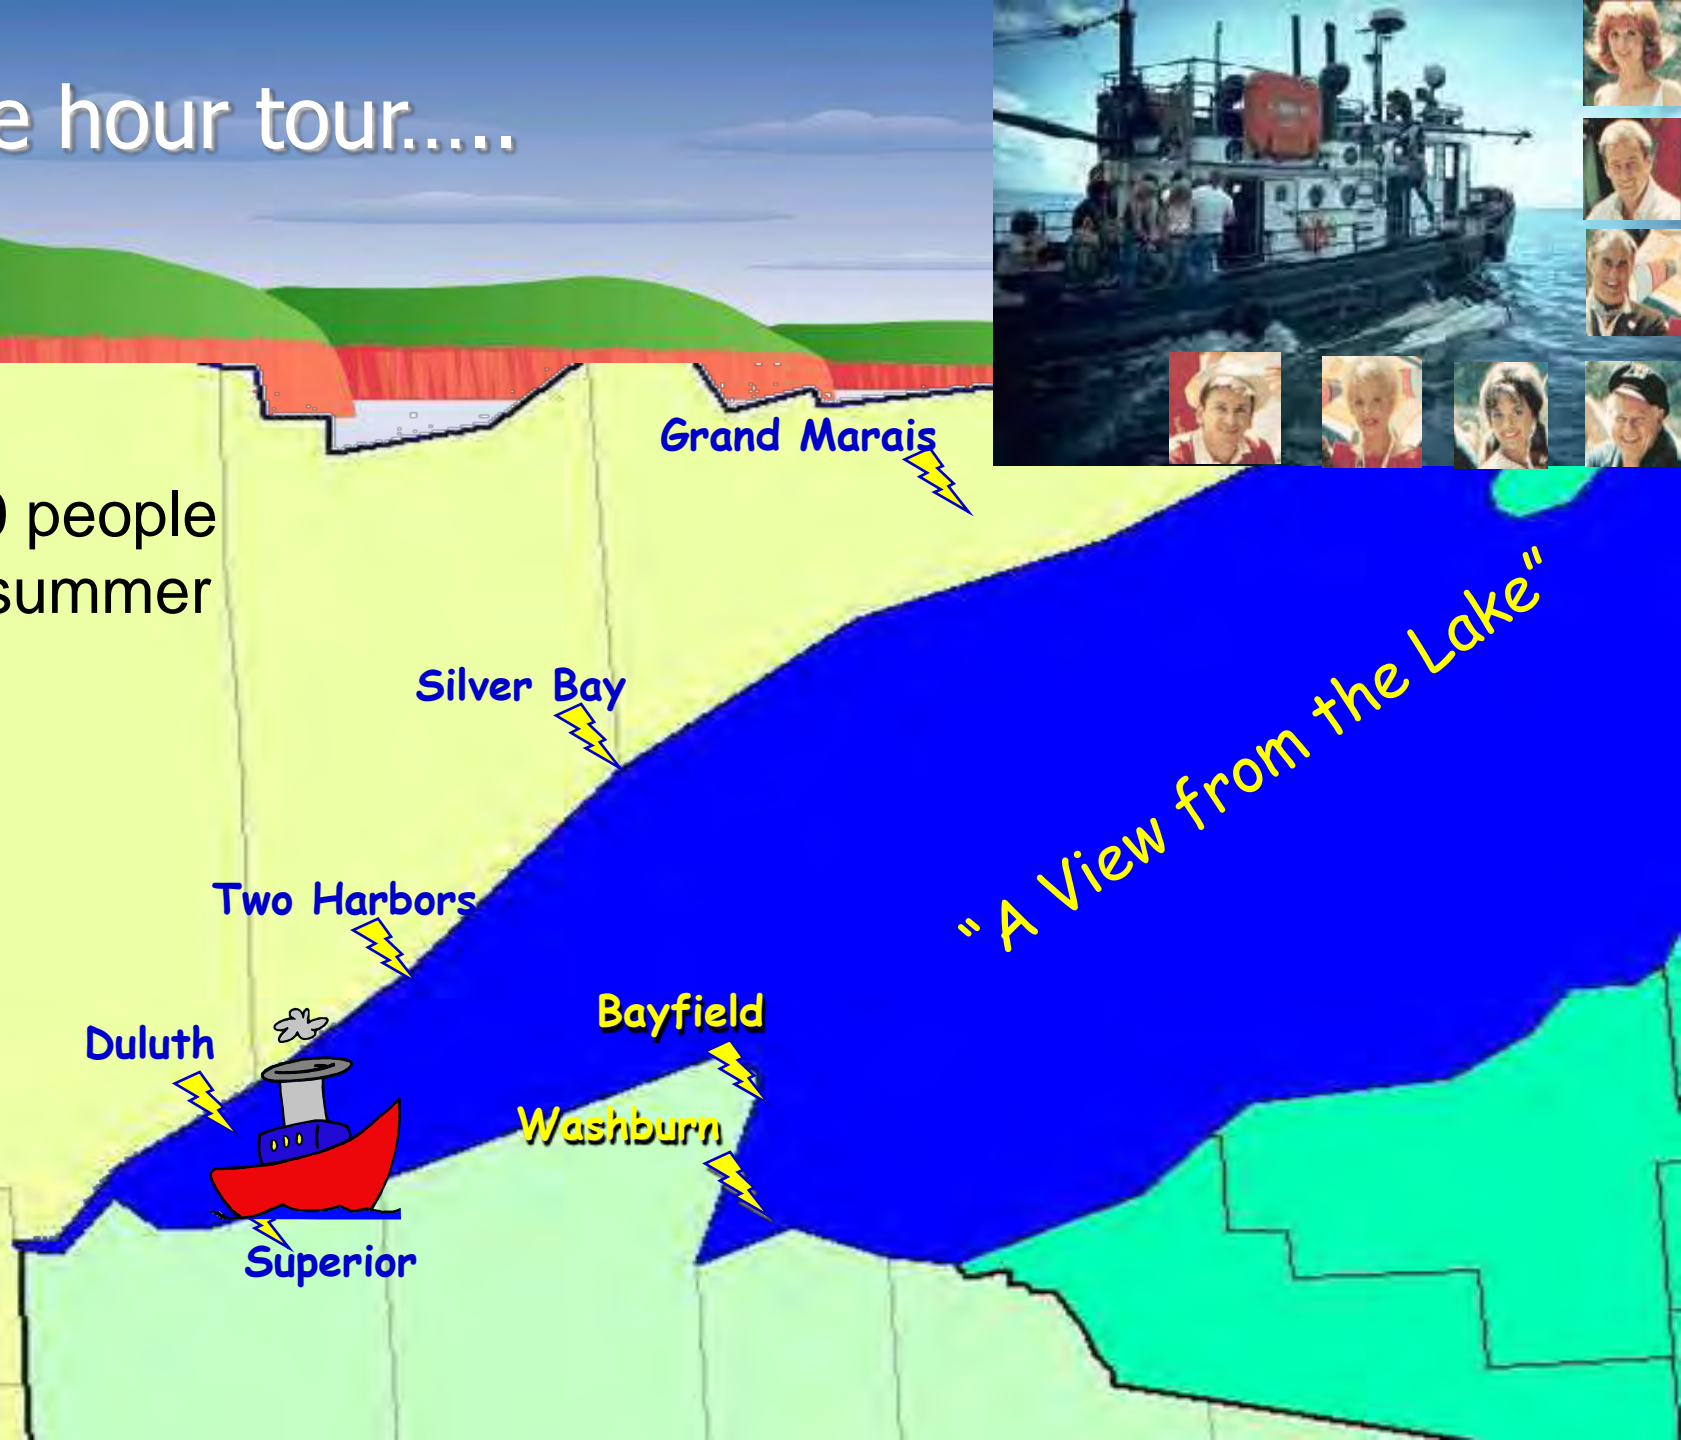 e hour tour.....
Grand Marais
people
summer
Silver Bay
"A View from the Lake"
Two Harbors
Bayfield
Duluth
Washburn
Superior